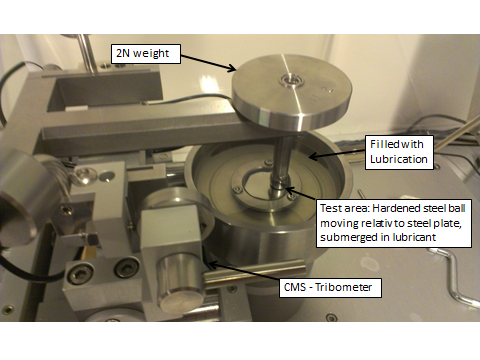 2N weight
Filled with
Lubrication
Test area: Hardened steel ball
moving relativ to steel plate,
submerged in lubricant
CMS - Tribometer